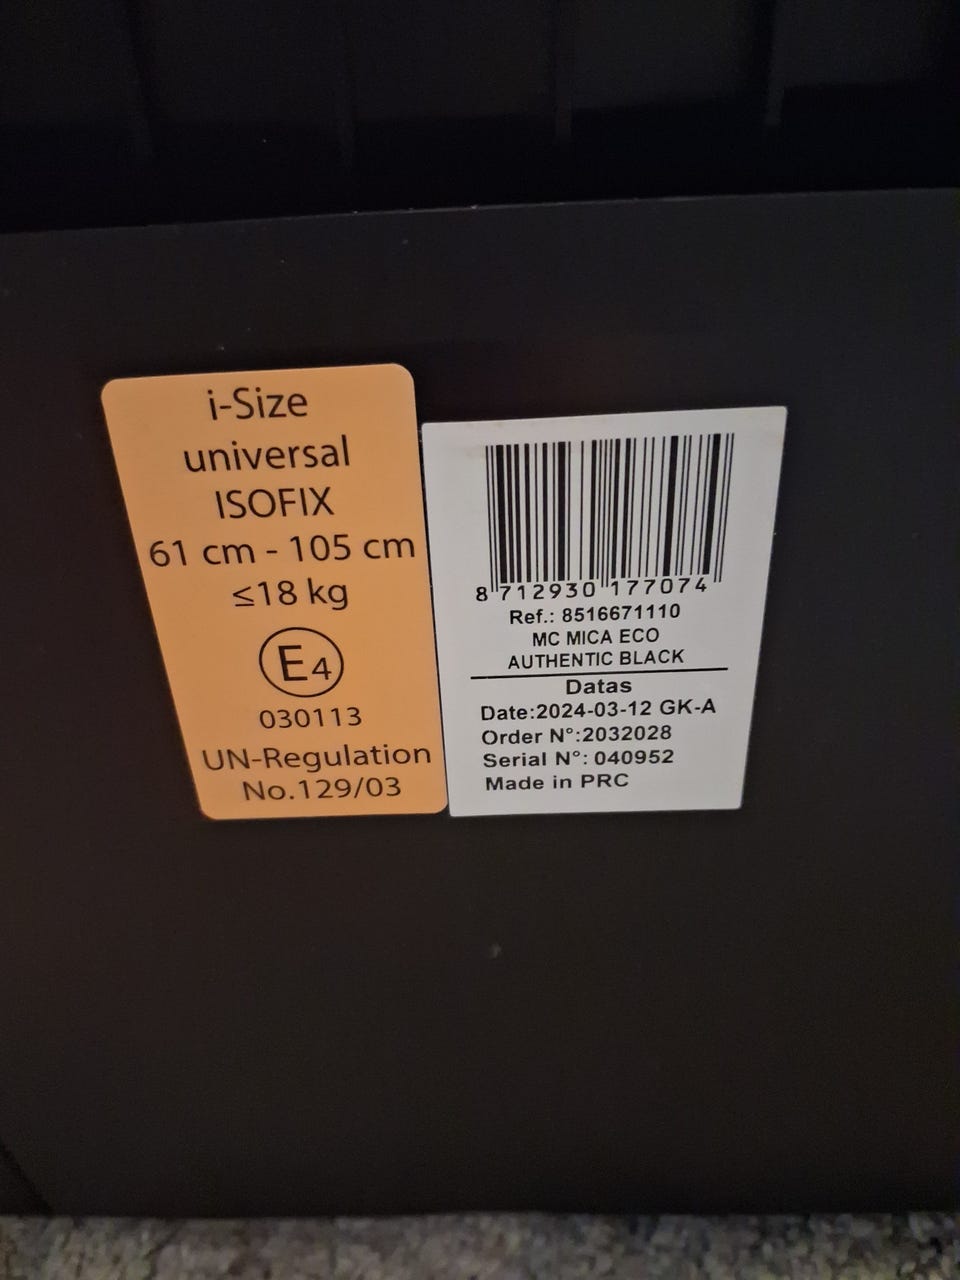 i-Size
universal
ISOFIX
61 cm - 105 cm
≤18 kg
E4
030113
UN-Regulation
No.129/03
8 712930 177074
Ref.: 8516671110
MC MICA ECO
AUTHENTIC BLACK
Datas
Date:2024-03-12 GK-A
Order N°:2032028
Serial N°: 040952
Made in PRC